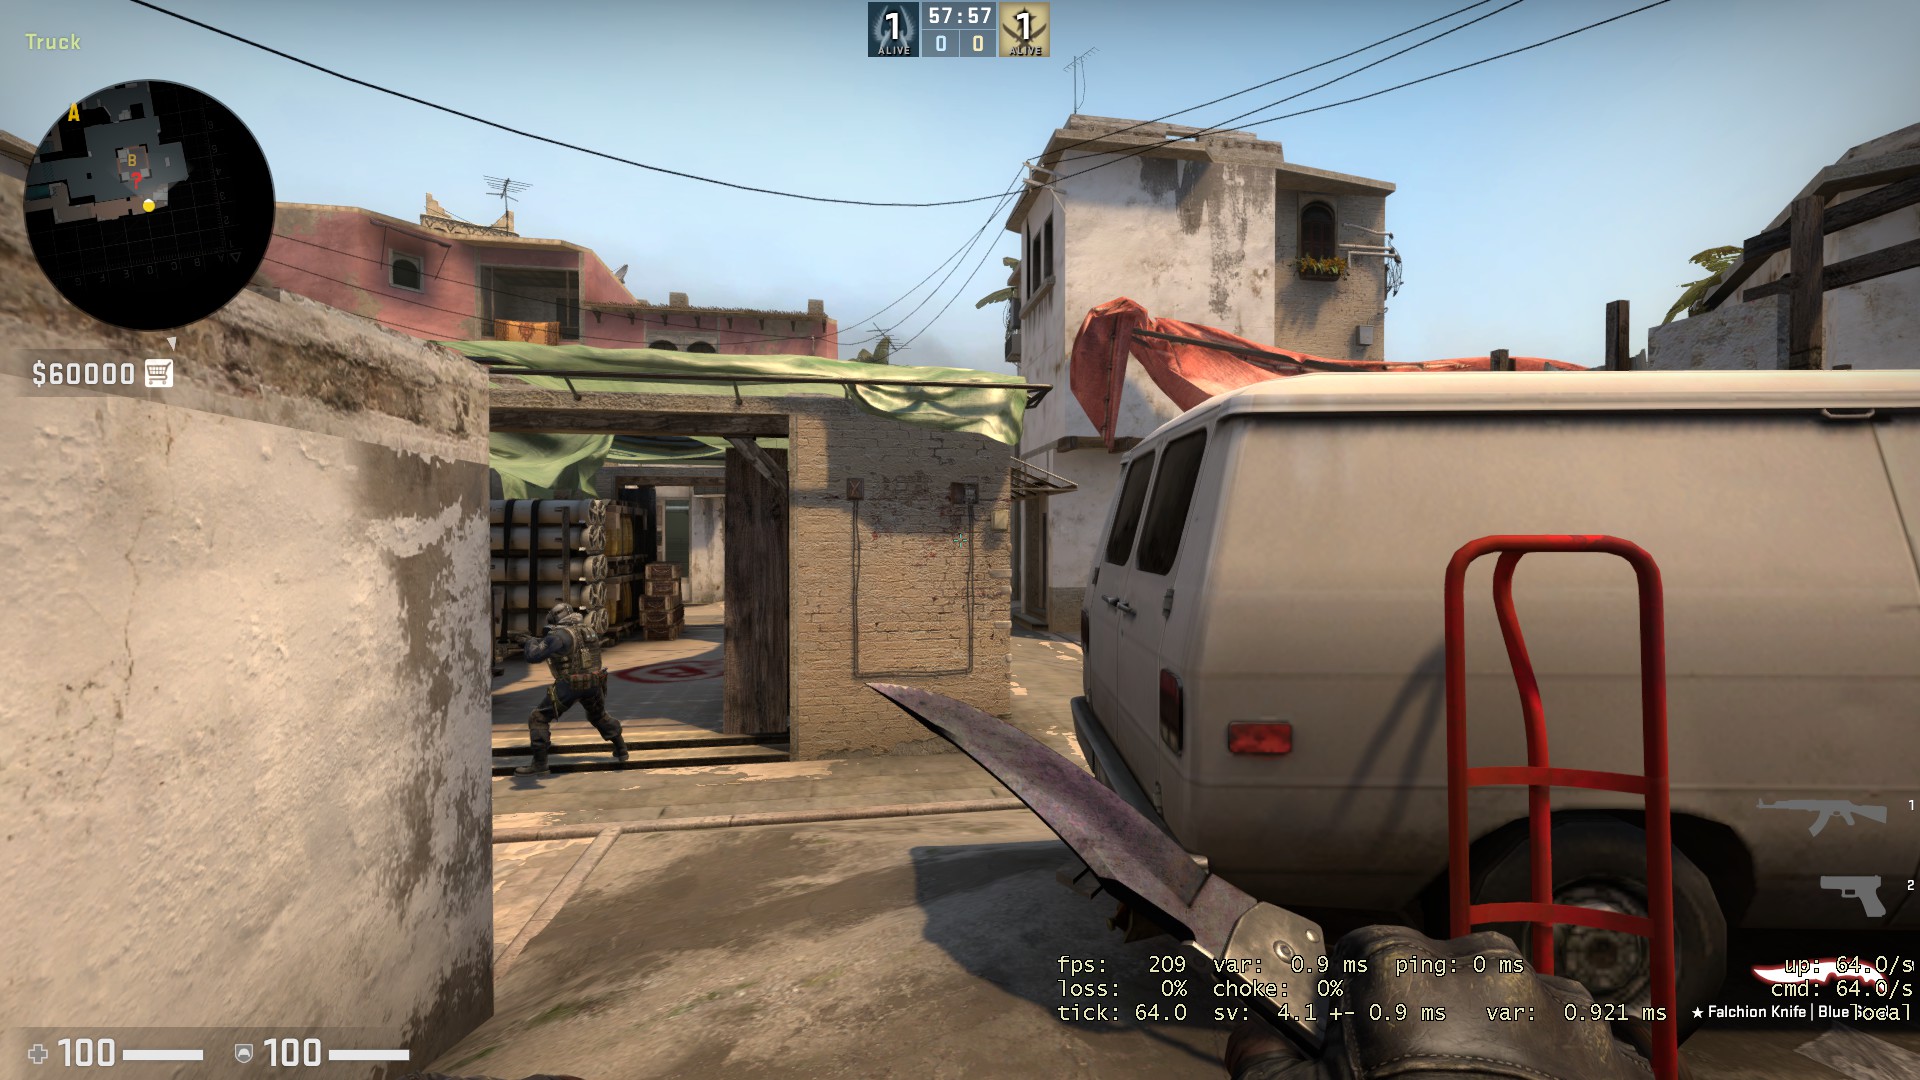 Truck
1 57:57 1
ALIVE 0 0 ALIVE
A
B
?
$60000
1
2
fps: 209 var: 0.9 ms ping: 0 ms
up: 64.0/s
loss: 0% choke: 0%
cmd: 64.0/s
tick: 64.0 sv: 4.1 +- 0.9 ms var: 0.921 ms
★ Falchion Knife | Blue
local
100 100